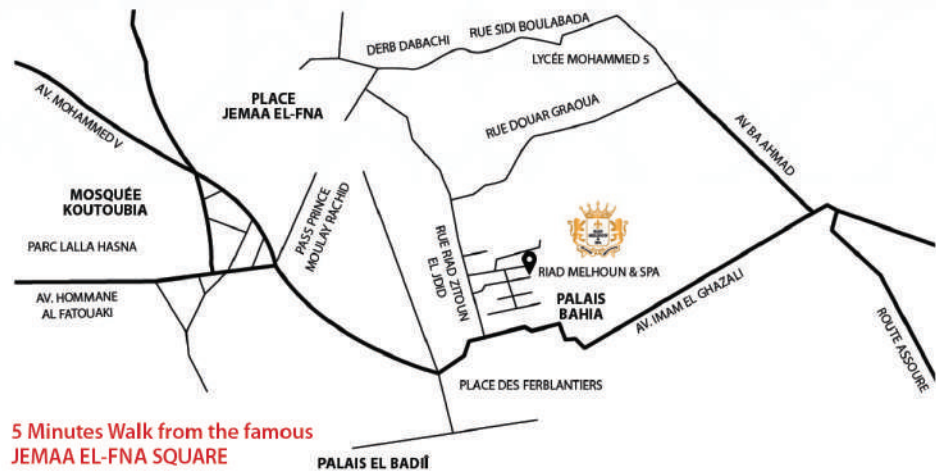 DERB DABACHI
RUE SIDI BOULABADA
LYCÉE MOHAMMED 5
PLACE
JEMAA EL-FNA
AV. MOHAMMED V
RUE DOUAR GRAOUA
AV BA AHMAD
MOSQUÉE
KOUTOUBIA
PASS PRINCE
MOULAY RACHID
PARC LALLA HASNA
RUE RIAD ZITOUN
EL JDID
RIAD MELHOUN & SPA
AV. HOMMANE
AL FATOUAKI
PALAIS
BAHIA
AV. IMAM EL GHAZALI
ROUTE ASSOURE
PLACE DES FERBLANTIERS
5 Minutes Walk from the famous
JEMAA EL-FNA SQUARE
PALAIS EL BADIÎ